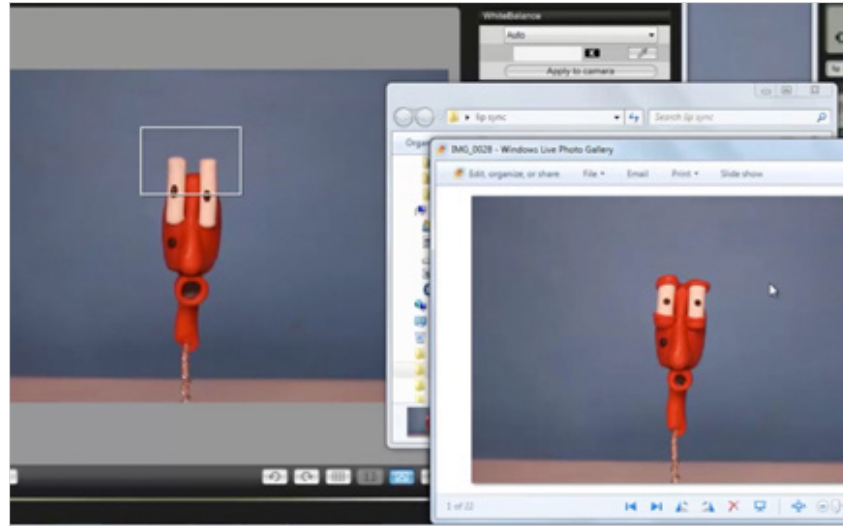 WhiteBalance
Auto
Apply to camera
lip sync
Search lip sync
Orga
IMG_0028 - Windows Live Photo Gallery
Edit, organize, or share
File
Email
Print
Slide show
1 of 22